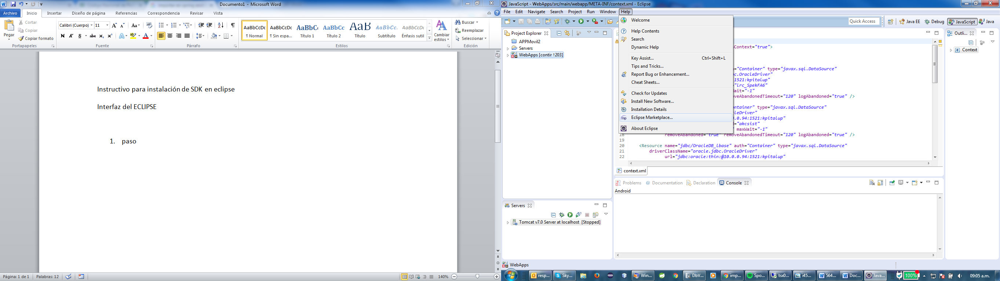 Documento1 - Microsoft Word
Archivo Inicio Insertar Diseño de página Referencias Correspondencia Revisar Vista
Pegar
Cortar
Copiar
Copiar formato
Portapapeles
Calibri (Cuerpo) 11
N K S abc x₂ x²
Fuente
Párrafo
AaBbCcDc AaBbCcDc AaBbCc AaBbCc AaB AaBbCc. AaBbCcDc
¶ Normal ¶ Sin espa... Título 1 Título 2 Título Subtítulo Énfasis sutil
Estilos
Cambiar estilos
Buscar
Reemplazar
Seleccionar
Edición
Instructivo para instalación de SDK en eclipse
Interfaz del ECLIPSE
1. paso
Página: 1 de 1 Palabras: 12 140%
JavaScript - WebApps/src/main/webapp/META-INF/context.xml - Eclipse
File Edit Navigate Search Project Run Window Help
Quick Access Java EE Debug JavaScript Java
Project Explorer
APPMovil2
Servers
WebApps [contir ↑203]
Welcome
Help Contents
Search
Dynamic Help
Key Assist... Ctrl+Shift+L
Tips and Tricks...
Report Bug or Enhancement...
Cheat Sheets...
Check for Updates
Install New Software...
Installation Details
Eclipse Marketplace...
About Eclipse
sContext="true">
="Container" type="javax.sql.DataSource"
c.OracleDriver"
1521:kpitalup"
="lrc_SpekFA6"
Wait="-1"
veAbandonedTimeout="120" logAbandoned="true" />
ontainer" type="javax.sql.DataSource"
cleDriver"
0.0.94:1521:kpitalup"
="akcsist"
maxWait="-1"
18 removeAbandoned="true" removeAbandonedTimeout="120" logAbandoned="true" />
19
20 <Resource name="jdbc/OracleDB_lbase" auth="Container" type="javax.sql.DataSource"
21 driverClassName="oracle.jdbc.OracleDriver"
22 url="jdbc:oracle:thin:@10.0.0.94:1521:kpitalup"
context.xml
Outli...
Context
Problems @ Documentation Declaration Console
Android
Servers
Tomcat v7.0 Server at localhost [Stopped]
WebApps
resp... Sky... Win... DbV... imp... Spo... tsx0... i45... 564... Doc... Java... 100% 09:05 a.m.